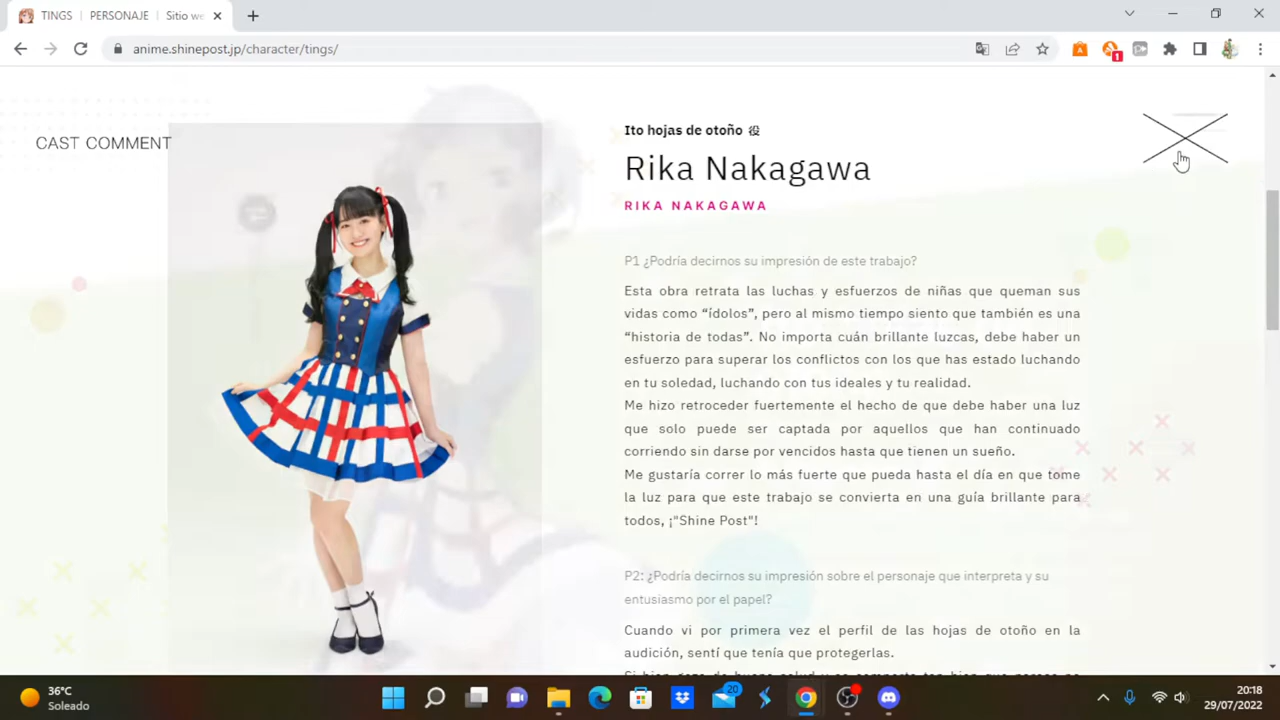 TINGS | PERSONAJE | Sitio we
anime.shinepost.jp/character/tings/
1
CAST COMMENT
Ito hojas de otoño 役
Rika Nakagawa
RIKA NAKAGAWA
P1 ¿Podría decirnos su impresión de este trabajo?
Esta obra retrata las luchas y esfuerzos de niñas que queman sus
vidas como “ídolos”, pero al mismo tiempo siento que también es una
“historia de todas”. No importa cuán brillante luzcas, debe haber un
esfuerzo para superar los conflictos con los que has estado luchando
en tu soledad, luchando con tus ideales y tu realidad.
Me hizo retroceder fuertemente el hecho de que debe haber una luz
que solo puede ser captada por aquellos que han continuado
corriendo sin darse por vencidos hasta que tienen un sueño.
Me gustaría correr lo más fuerte que pueda hasta el día en que tome
la luz para que este trabajo se convierta en una guía brillante para
todos, ¡"Shine Post"!
P2: ¿Podría decirnos su impresión sobre el personaje que interpreta y su
entusiasmo por el papel?
Cuando vi por primera vez el perfil de las hojas de otoño en la
audición, sentí que tenía que protegerlas.
36°C
Soleado
20
20:18
29/07/2022